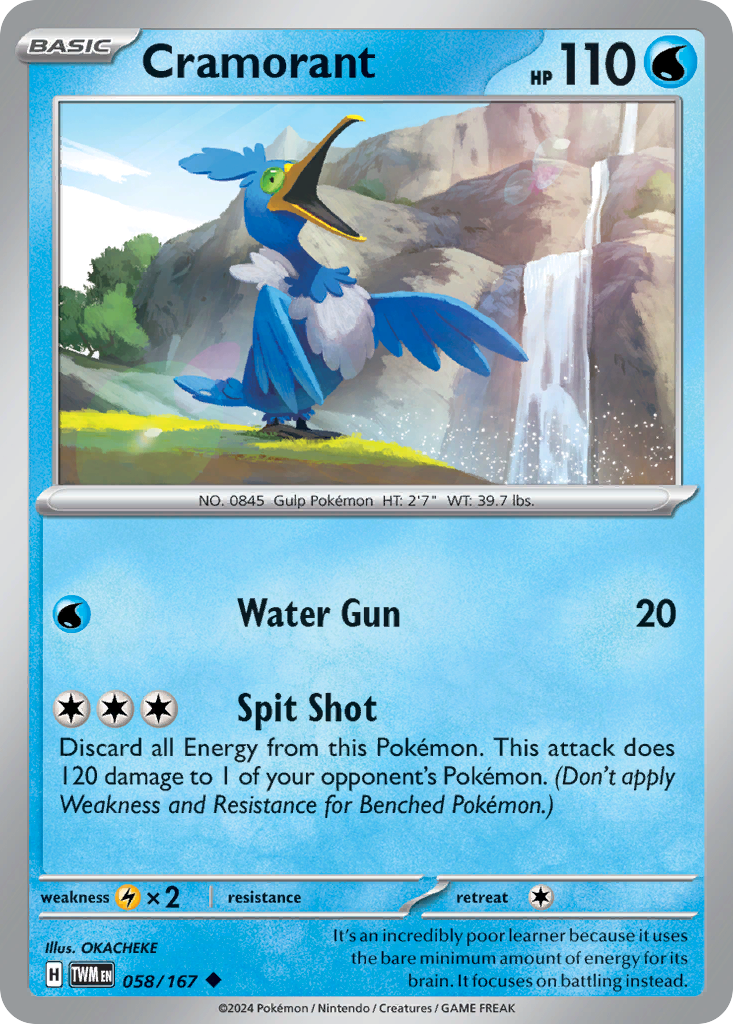 BASIC
Cramorant
HP 110
NO. 0845 Gulp Pokémon HT: 2'7" WT: 39.7 lbs.
Water Gun 20
Spit Shot
Discard all Energy from this Pokémon. This attack does
120 damage to 1 of your opponent's Pokémon. (Don't apply
Weakness and Resistance for Benched Pokémon.)
weakness ×2 resistance retreat
Illus. OKACHEKE
H TWM EN 058/167
It's an incredibly poor learner because it uses
the bare minimum amount of energy for its
brain. It focuses on battling instead.
©2024 Pokémon / Nintendo / Creatures / GAME FREAK